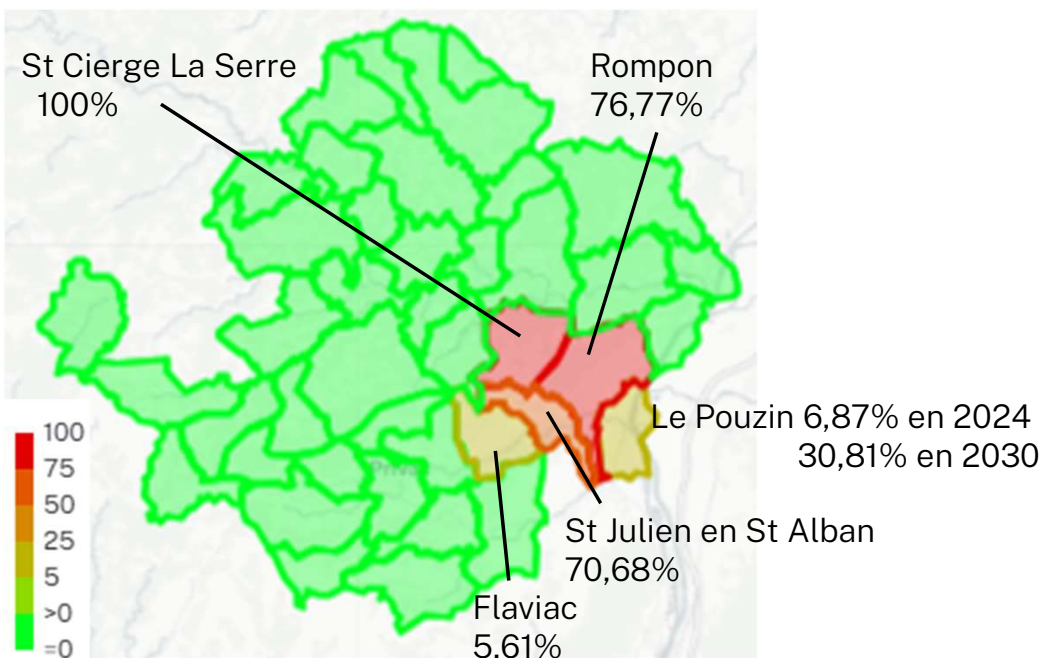 St Cierge La Serre
100%
Rompon
76,77%
Le Pouzin 6,87% en 2024
30,81% en 2030
St Julien en St Alban
70,68%
Flaviac
5,61%
100
75
50
25
5
>0
=0